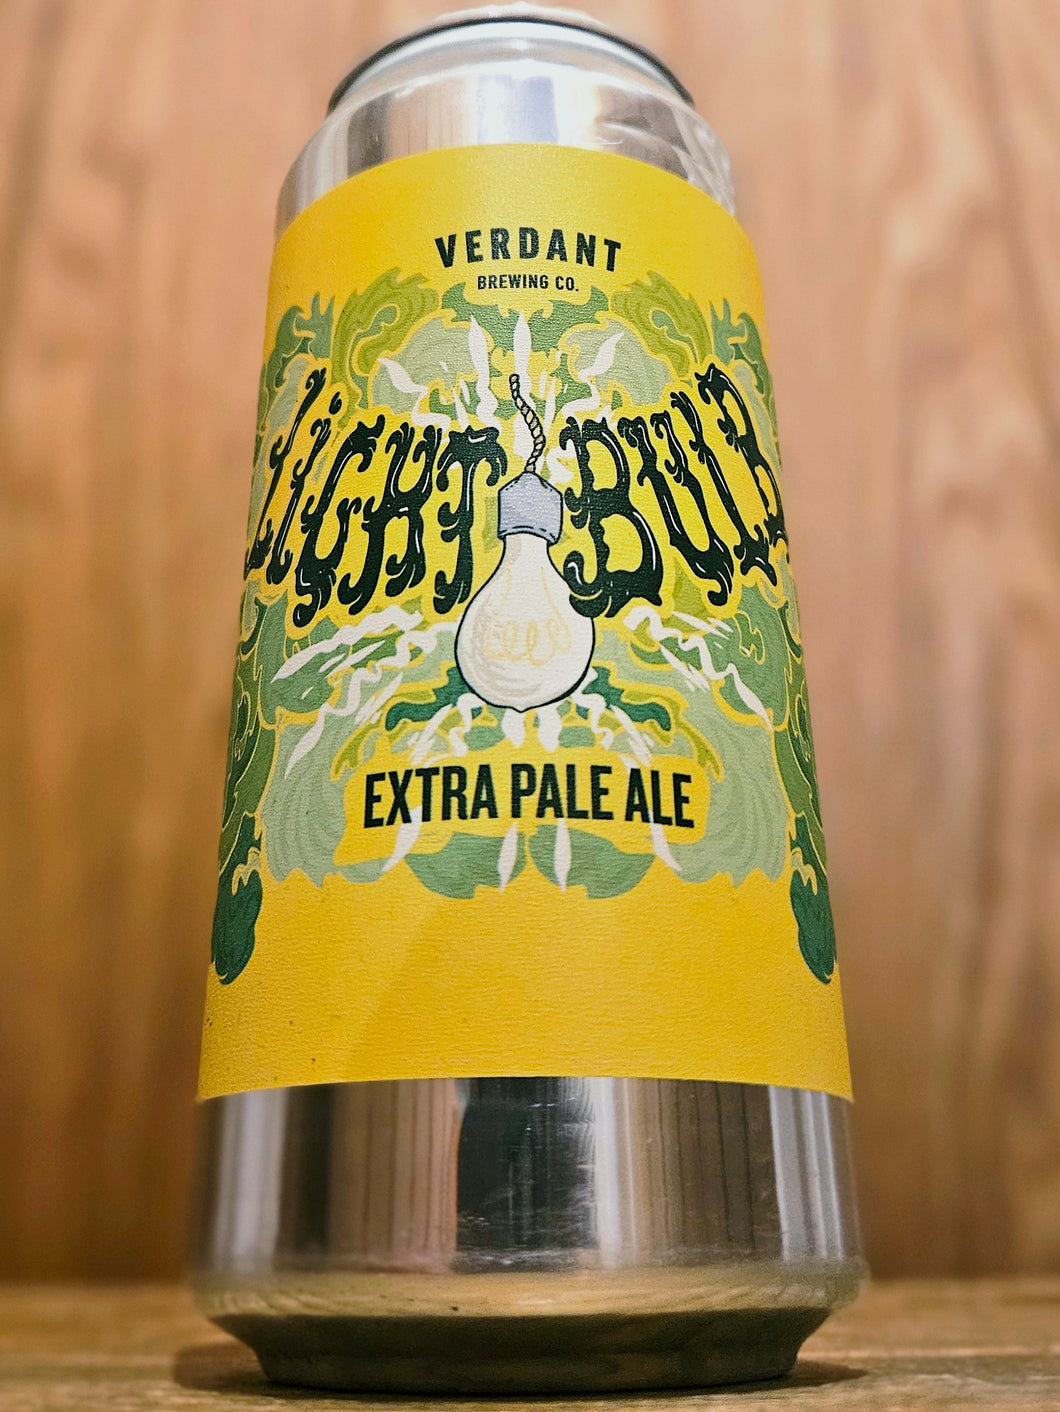 VERDANT
BREWING CO.
LIGHT BULB
EXTRA PALE ALE